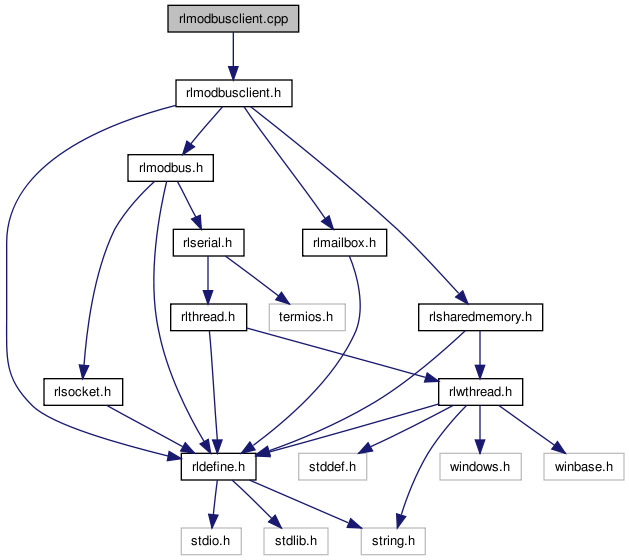 rlmodbusclient.cpp
rlmodbusclient.h
rlmodbus.h
rlserial.h
rlmailbox.h
rlthread.h
termios.h
rlsharedmemory.h
rlsocket.h
rlwthread.h
rldefine.h
stddef.h
windows.h
winbase.h
stdio.h
stdlib.h
string.h